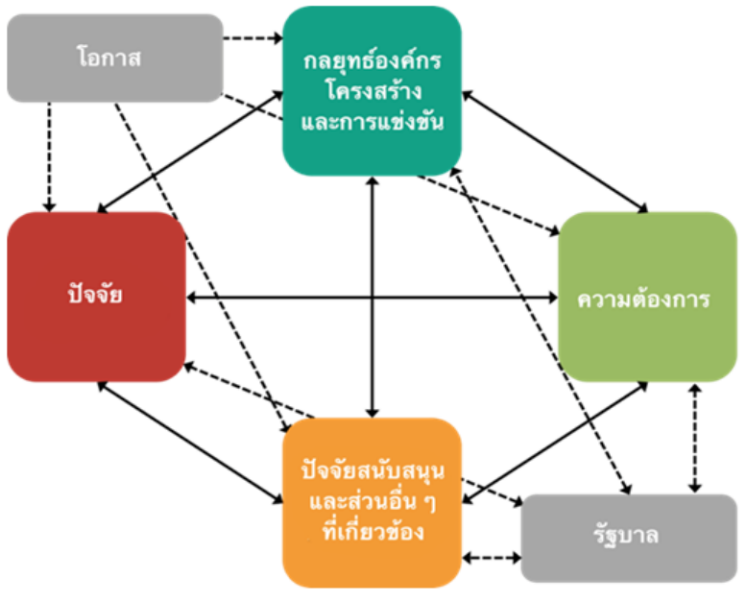 โอกาส
กลยุทธ์องค์กร
โครงสร้าง
และการแข่งขัน
ปัจจัย
ความต้องการ
ปัจจัยสนับสนุน
และส่วนอื่น ๆ
ที่เกี่ยวข้อง
รัฐบาล